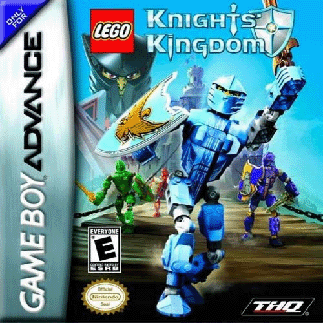 ONLY FOR
GAME BOY ADVANCE
LEGO
KNIGHTS'
KINGDOM
EVERYONE
E
ESRB
Official
Nintendo
Seal
THQ